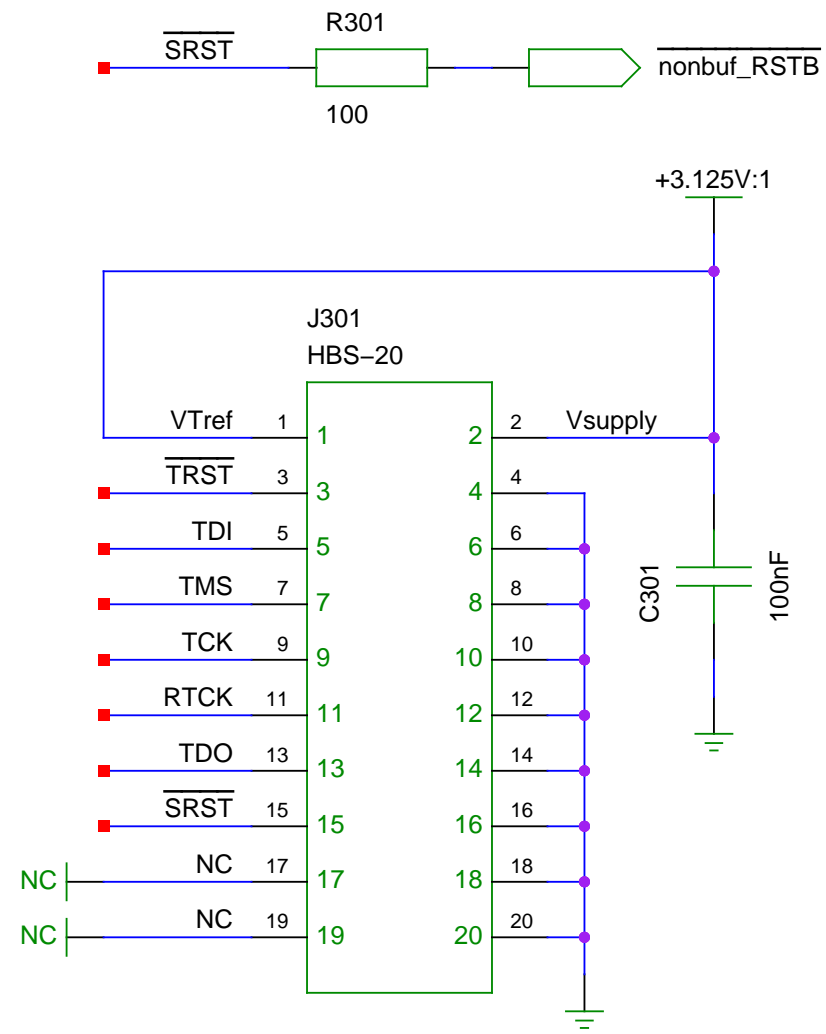 R301
SRST
nonbuf_RSTB
100
+3.125V:1
J301
HBS−20
VTref 1 1 2 2 Vsupply
TRST 3 3 4 4
TDI 5 5 6 6
TMS 7 7 8 8
C301
100nF
TCK 9 9 10 10
RTCK 11 11 12 12
TDO 13 13 14 14
SRST 15 15 16 16
NC NC 17 17 18 18
NC NC 19 19 20 20